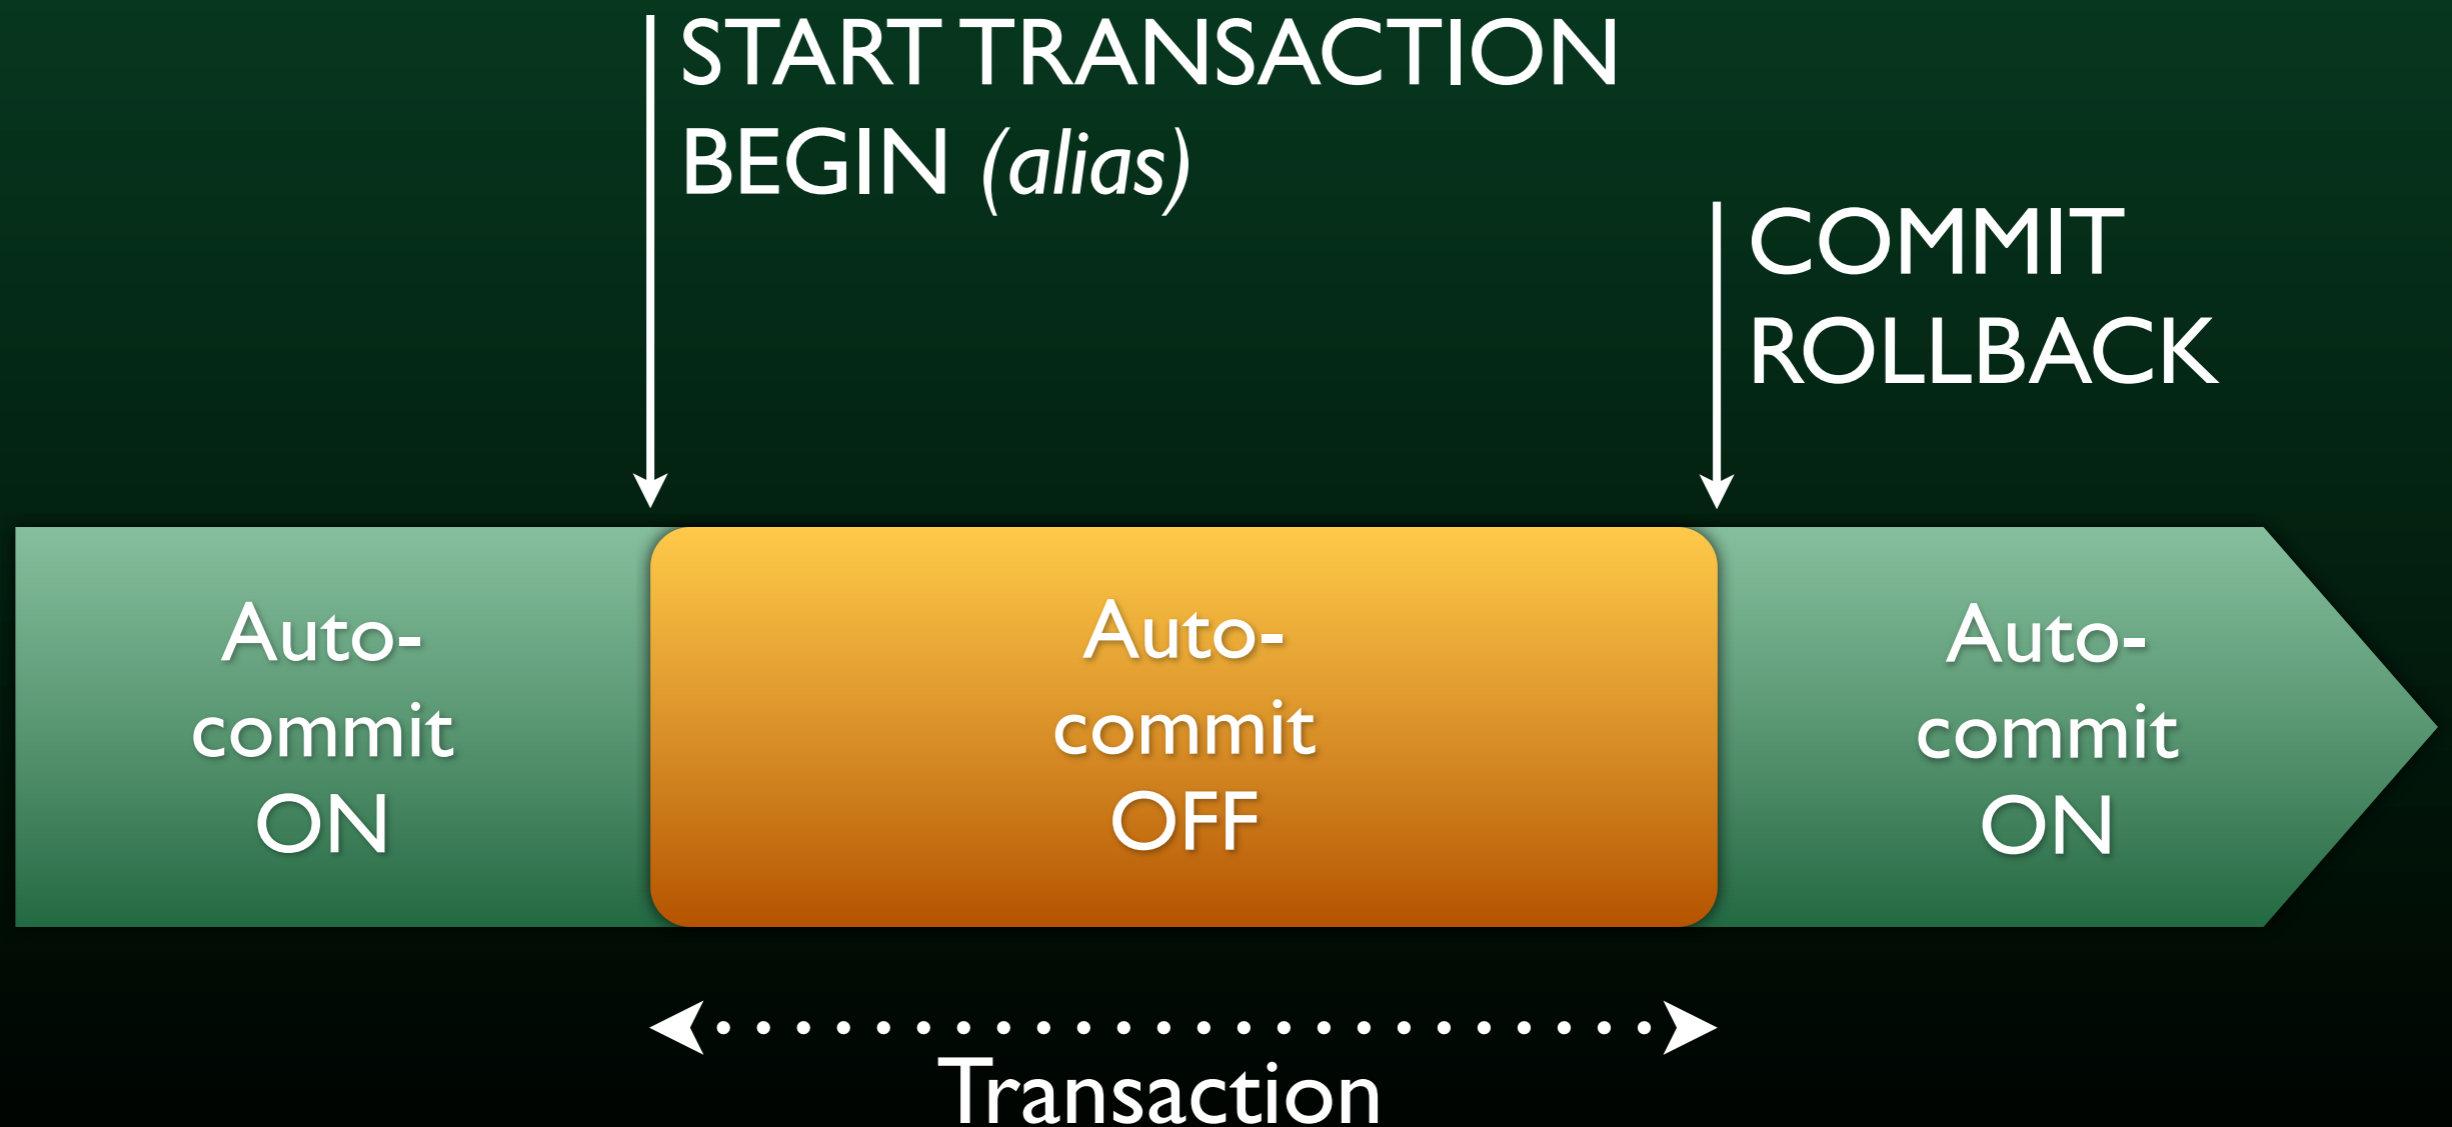 START TRANSACTION
BEGIN (alias)
COMMIT
ROLLBACK
Auto-
commit
ON
Auto-
commit
OFF
Auto-
commit
ON
Transaction